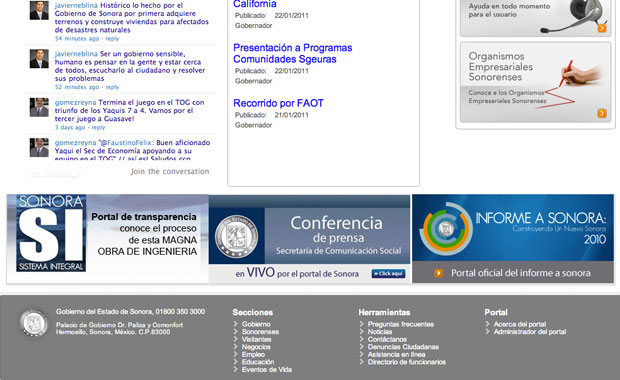 javierneblina Histórico lo hecho por el
Gobierno de Sonora por primera adquiere
terrenos y construye viviendas para afectados
de desastres naturales
54 minutes ago · reply
javierneblina Ser un gobierno sensible,
humano es pensar en la gente y estar cerca
de todos, escucharlo al ciudadano y resolver
sus problemas
52 minutes ago · reply
gomezreyna Termina el juego en el TOG con
triunfo de los Yaquis 7 a 4. Vamos por el
tercer juego a Guasave!
3 days ago · reply
gomezreyna "@FaustinoFelix: Buen aficionado
Yaqui el Sec de Economía apoyando a su
equipo en el TOG" // así es! Saludos con
twitter
Join the conversation
California
Publicado: 22/01/2011
Gobernador
Presentación a Programas
Comunidades Sgeuras
Publicado: 22/01/2011
Gobernador
Recorrido por FAOT
Publicado: 21/01/2011
Gobernador
Ayuda en todo momento
para el usuario
Organismos
Empresariales
Sonorenses
Conoce a los Organismos
Empresariales Sonorenses
SONORA
SI
SISTEMA INTEGRAL
Portal de transparencia
conoce el proceso
de esta MAGNA
OBRA DE INGENIERIA
Conferencia
de prensa
Secretaría de Comunicación Social
en VIVO por el portal de Sonora
Click aquí
INFORME A SONORA:
Construyendo Un Nuevo Sonora
2010
Portal oficial del informe a sonora
Gobierno del Estado de Sonora, 01800 350 3000
Palacio de Gobierno Dr. Paliza y Comonfort
Hermosillo, Sonora, México. C.P.83000
Secciones
Gobierno
Sonorenses
Visitantes
Negocios
Empleo
Educación
Eventos de Vida
Herramientas
Preguntas frecuentes
Noticias
Contáctanos
Denuncias Ciudadanas
Asistencia en línea
Directorio de funcionarios
Portal
Acerca del portal
Administrador del portal